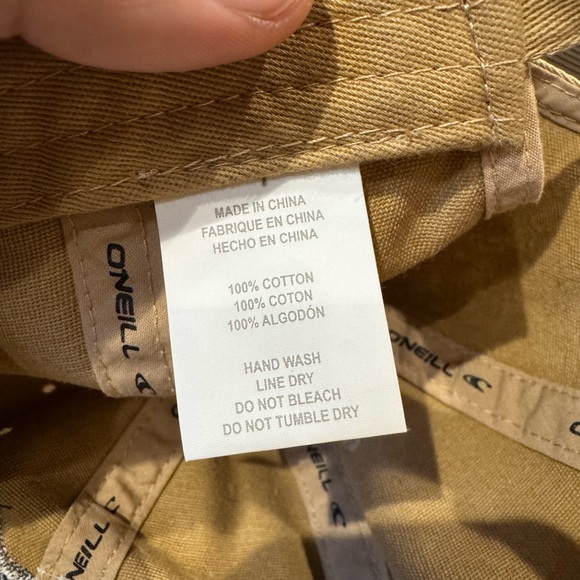 MADE IN CHINA
FABRIQUE EN CHINA
HECHO EN CHINA
100% COTTON
100% COTON
100% ALGODÓN
HAND WASH
LINE DRY
DO NOT BLEACH
DO NOT TUMBLE DRY
O'NEILL
O'NEILL
NEILL
NEILL